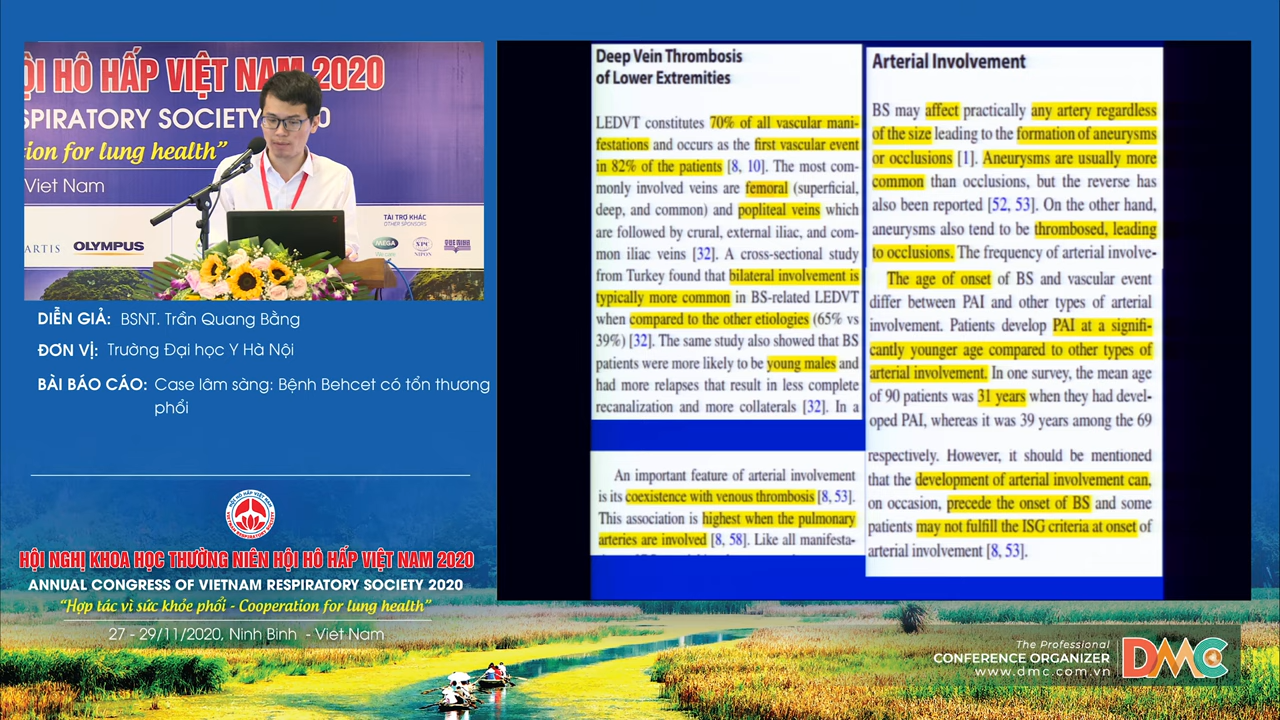 ỘI HÔ HẤP VIỆT NAM 2020
SPIRATORY SOCIETY 2020
tion for lung health"
Viet Nam
ARTIS
OLYMPUS
TÀI TRỢ KHÁC
OTHER SPONSORS
MEGA
We care
NIPON
DIỄN GIẢ: BSNT. Trần Quang Bằng
ĐƠN VỊ: Trường Đại học Y Hà Nội
BÀI BÁO CÁO: Case lâm sàng: Bệnh Behcet có tổn thương
phổi
HỘI NGHỊ KHOA HỌC THƯỜNG NIÊN HỘI HÔ HẤP VIỆT NAM 2020
ANNUAL CONGRESS OF VIETNAM RESPIRATORY SOCIETY 2020
"Hợp tác vì sức khỏe phổi - Cooperation for lung health"
27 - 29/11/2020, Ninh Bình - Việt Nam
Deep Vein Thrombosis
of Lower Extremities
LEDVT constitutes 70% of all vascular mani-
festations and occurs as the first vascular event
in 82% of the patients [8, 10]. The most com-
monly involved veins are femoral (superficial,
deep, and common) and popliteal veins which
are followed by crural, external iliac, and com-
mon iliac veins [32]. A cross-sectional study
from Turkey found that bilateral involvement is
typically more common in BS-related LEDVT
when compared to the other etiologies (65% vs
39%) [32]. The same study also showed that BS
patients were more likely to be young males and
had more relapses that result in less complete
recanalization and more collaterals [32]. In a
An important feature of arterial involvement
is its coexistence with venous thrombosis [8, 53].
This association is highest when the pulmonary
arteries are involved [8, 58]. Like all manifesta-
Arterial Involvement
BS may affect practically any artery regardless
of the size leading to the formation of aneurysms
or occlusions [1]. Aneurysms are usually more
common than occlusions, but the reverse has
also been reported [52, 53]. On the other hand,
aneurysms also tend to be thrombosed, leading
to occlusions. The frequency of arterial involve-
The age of onset of BS and vascular event
differ between PAI and other types of arterial
involvement. Patients develop PAI at a signifi-
cantly younger age compared to other types of
arterial involvement. In one survey, the mean age
of 90 patients was 31 years when they had devel-
oped PAI, whereas it was 39 years among the 69
respectively. However, it should be mentioned
that the development of arterial involvement can,
on occasion, precede the onset of BS and some
patients may not fulfill the ISG criteria at onset of
arterial involvement [8, 53].
The Professional
CONFERENCE ORGANIZER
www.dmc.com.vn
DMC